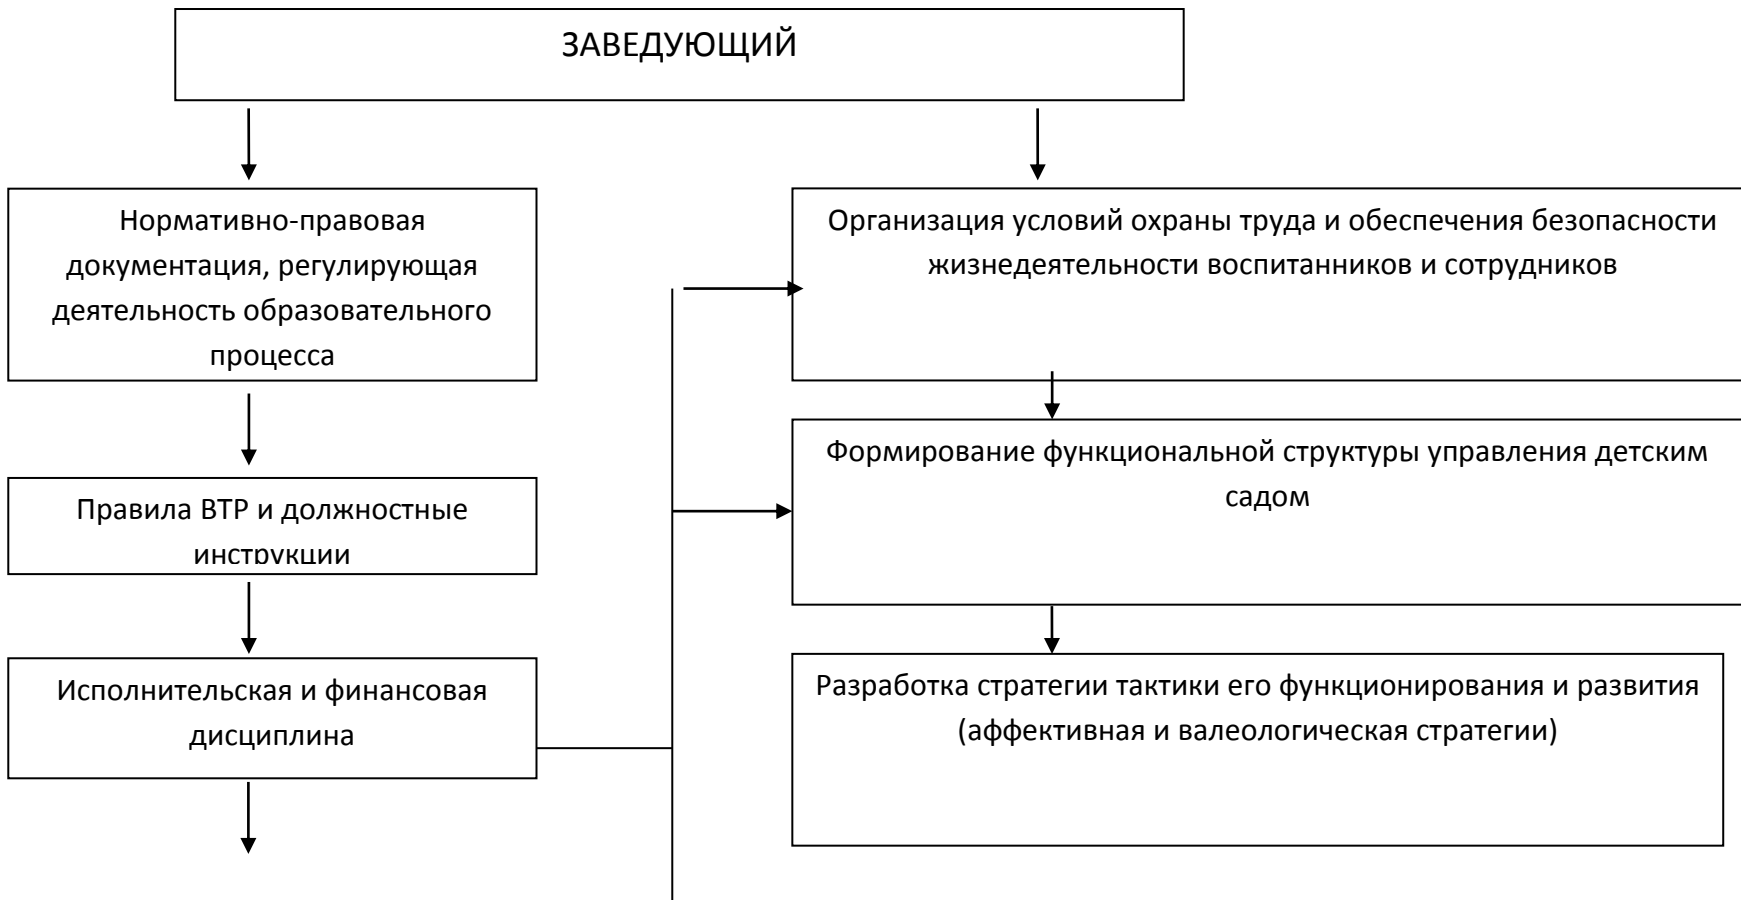 ЗАВЕДУЮЩИЙ
Нормативно-правовая
документация, регулирующая
деятельность образовательного
процесса
Организация условий охраны труда и обеспечения безопасности
жизнедеятельности воспитанников и сотрудников
Правила ВТР и должностные
инструкции
Формирование функциональной структуры управления детским
садом
Исполнительская и финансовая
дисциплина
Разработка стратегии тактики его функционирования и развития
(аффективная и валеологическая стратегии)